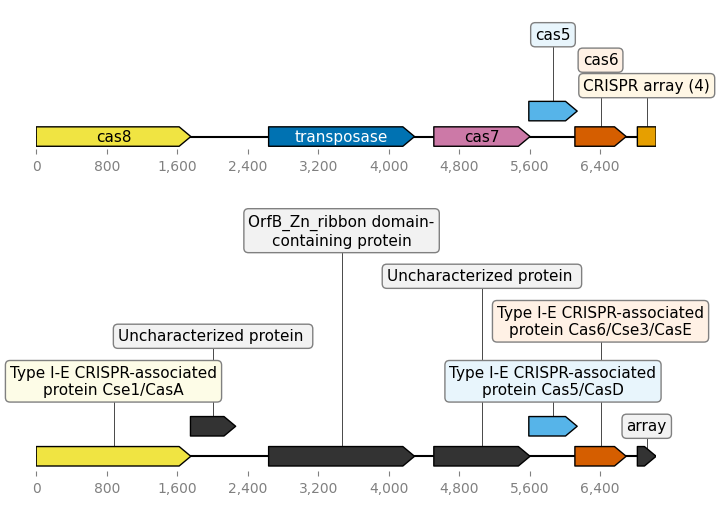 cas5
cas6
CRISPR array (4)
cas8
transposase
cas7
0
800
1,600
2,400
3,200
4,000
4,800
5,600
6,400
OrfB_Zn_ribbon domain-
containing protein
Uncharacterized protein
Type I-E CRISPR-associated
protein Cas6/Cse3/CasE
Uncharacterized protein
Type I-E CRISPR-associated
protein Cse1/CasA
Type I-E CRISPR-associated
protein Cas5/CasD
array
0
800
1,600
2,400
3,200
4,000
4,800
5,600
6,400